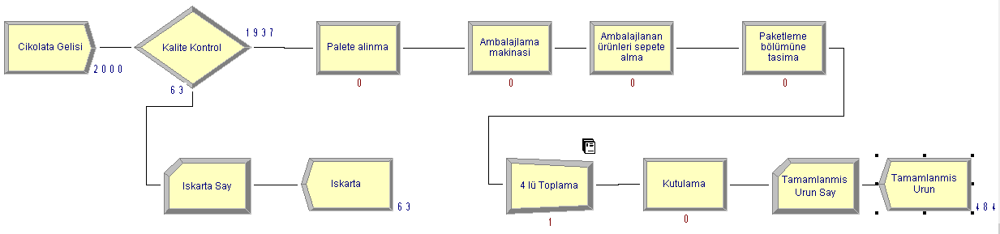 Cikolata Gelisi
2000
Kalite Kontrol
1937
63
Palete alinma
0
Ambalajlama
makinasi
0
Ambalajlanan
ürünleri sepete
alma
0
Paketleme
bölümüne
tasima
0
Iskarta Say
Iskarta
63
4 lü Toplama
1
Kutulama
0
Tamamlanmis
Urun Say
Tamamlanmis
Urun
484